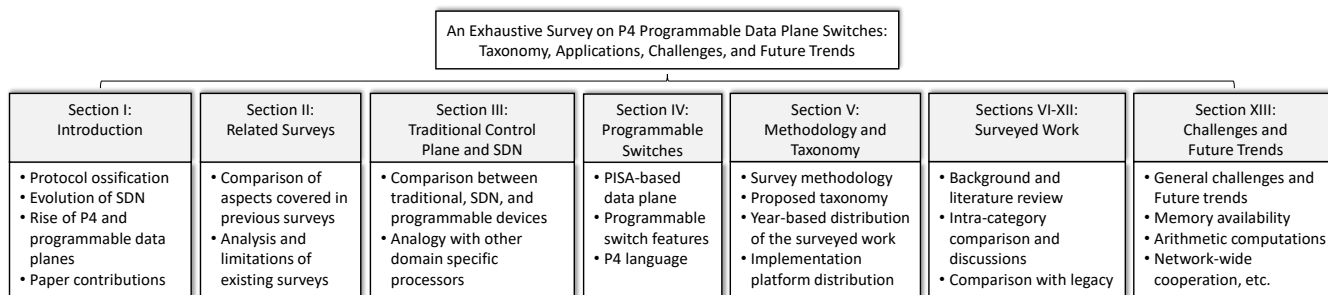 An Exhaustive Survey on P4 Programmable Data Plane Switches:
Taxonomy, Applications, Challenges, and Future Trends
Section I:
Introduction
• Protocol ossification
• Evolution of SDN
• Rise of P4 and
programmable data
planes
• Paper contributions
Section II:
Related Surveys
• Comparison of
aspects covered in
previous surveys
• Analysis and
limitations of
existing surveys
Section III:
Traditional Control
Plane and SDN
• Comparison between
traditional, SDN, and
programmable devices
• Analogy with other
domain specific
processors
Section IV:
Programmable
Switches
• PISA-based
data plane
• Programmable
switch features
• P4 language
Section V:
Methodology and
Taxonomy
• Survey methodology
• Proposed taxonomy
• Year-based distribution
of the surveyed work
• Implementation
platform distribution
Sections VI-XII:
Surveyed Work
• Background and
literature review
• Intra-category
comparison and
discussions
• Comparison with legacy
Section XIII:
Challenges and
Future Trends
• General challenges and
Future trends
• Memory availability
• Arithmetic computations
• Network-wide
cooperation, etc.